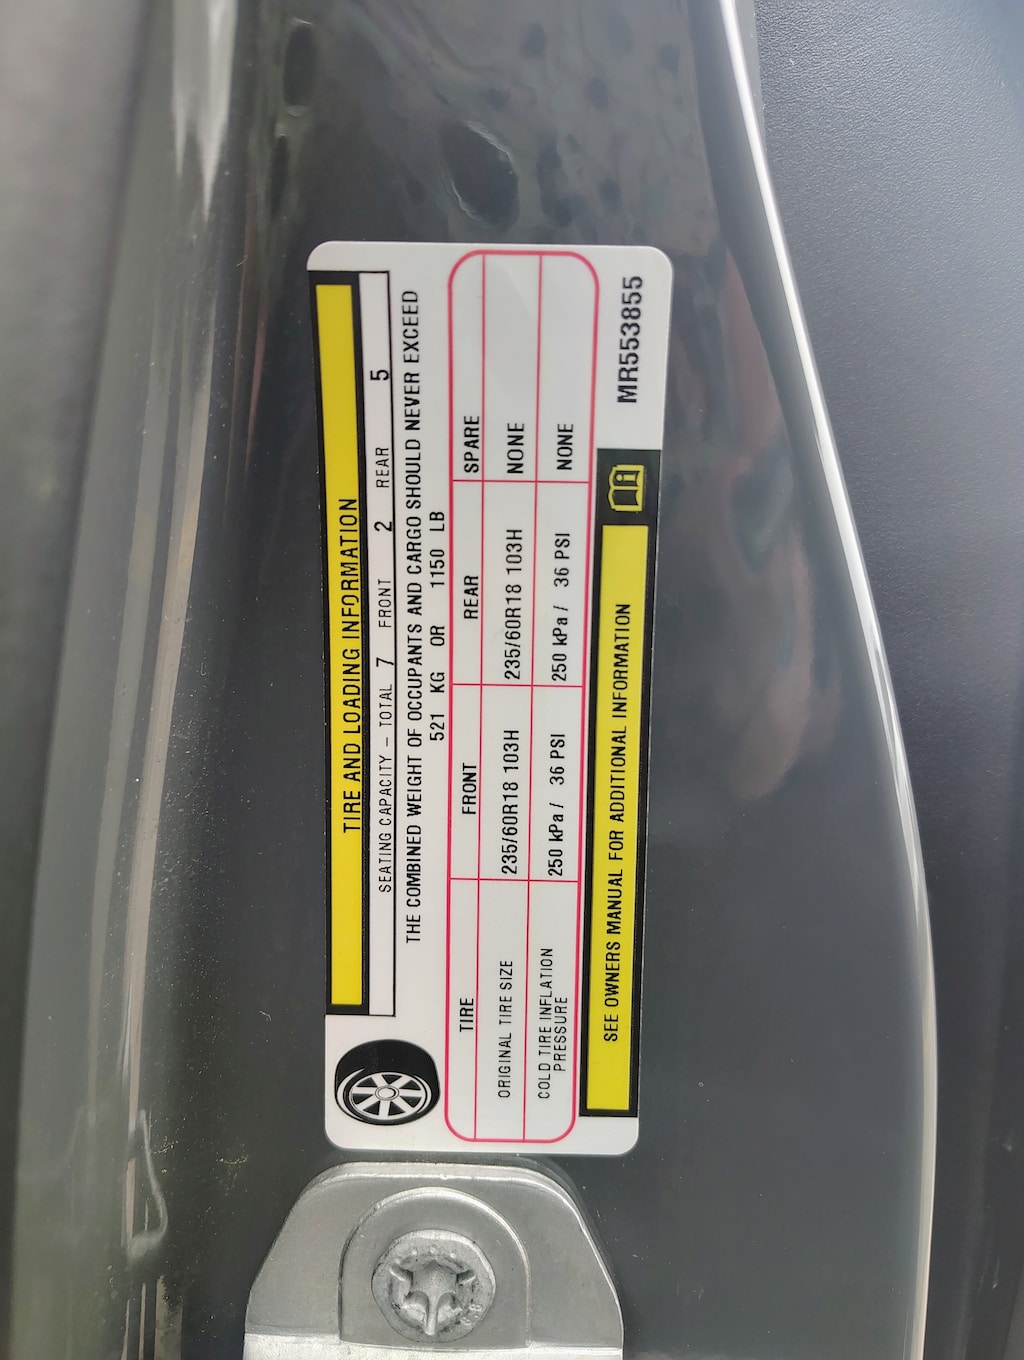 TIRE AND LOADING INFORMATION
SEATING CAPACITY – TOTAL 7 FRONT 2 REAR 5
THE COMBINED WEIGHT OF OCCUPANTS AND CARGO SHOULD NEVER EXCEED
521 KG OR 1150 LB
TIRE FRONT REAR SPARE
ORIGINAL TIRE SIZE 235/60R18 103H 235/60R18 103H NONE
COLD TIRE INFLATION
PRESSURE 250 kPa / 36 PSI 250 kPa / 36 PSI NONE
SEE OWNERS MANUAL FOR ADDITIONAL INFORMATION
MR553855